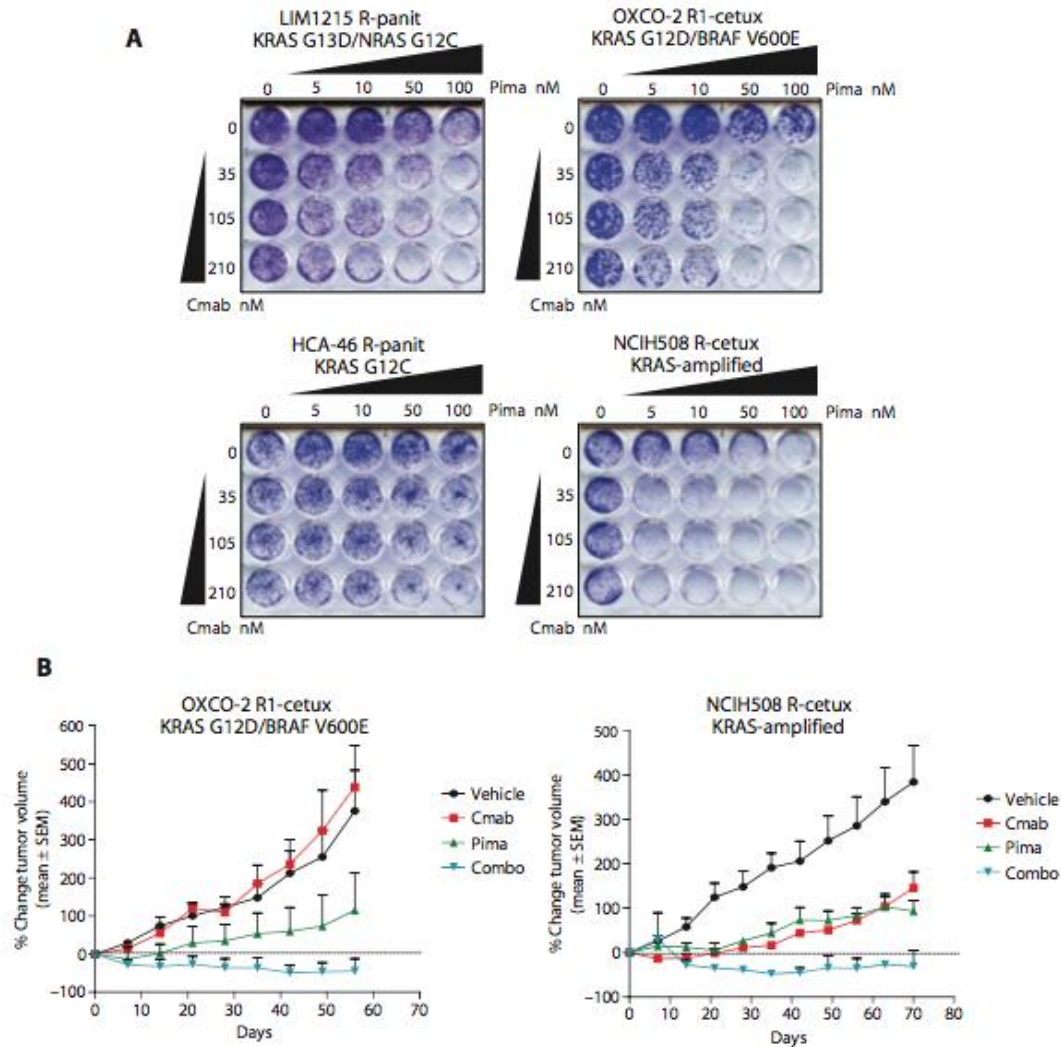 A
LIM1215 R-panit
KRAS G13D/NRAS G12C
0 5 10 50 100 Pima nM
0
35
105
210
Cmab nM
OXCO-2 R1-cetux
KRAS G12D/BRAF V600E
0 5 10 50 100 Pima nM
0
35
105
210
Cmab nM
HCA-46 R-panit
KRAS G12C
0 5 10 50 100 Pima nM
0
35
105
210
Cmab nM
NCIH508 R-cetux
KRAS-amplified
0 5 10 50 100 Pima nM
0
35
105
210
Cmab nM
B
OXCO-2 R1-cetux
KRAS G12D/BRAF V600E
% Change tumor volume
(mean ± SEM)
600
500
400
300
200
100
0
−100
0 10 20 30 40 50 60 70
Days
Vehicle
Cmab
Pima
Combo
NCIH508 R-cetux
KRAS-amplified
% Change tumor volume
(mean ± SEM)
500
400
300
200
100
0
−100
0 10 20 30 40 50 60 70 80
Days
Vehicle
Cmab
Pima
Combo